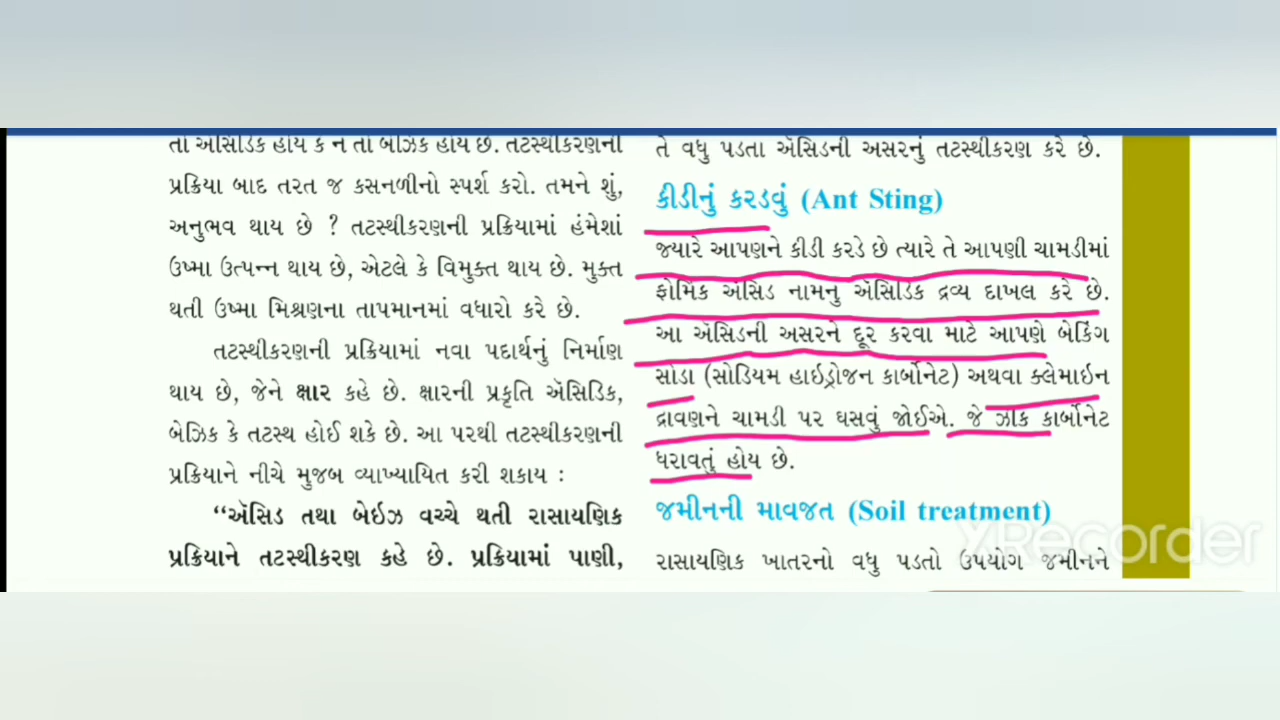 તો ઍસિડિક હોય કે ન તો બેઝિક હોય છે. તટસ્થીકરણની
પ્રક્રિયા બાદ તરત જ કસનળીનો સ્પર્શ કરો. તમને શું,
અનુભવ થાય છે ? તટસ્થીકરણની પ્રક્રિયામાં હંમેશાં
ઉષ્મા ઉત્પન્ન થાય છે, એટલે કે વિમુક્ત થાય છે. મુક્ત
થતી ઉષ્મા મિશ્રણના તાપમાનમાં વધારો કરે છે.
તટસ્થીકરણની પ્રક્રિયામાં નવા પદાર્થનું નિર્માણ
થાય છે, જેને ક્ષાર કહે છે. ક્ષારની પ્રકૃતિ ઍસિડિક,
બેઝિક કે તટસ્થ હોઈ શકે છે. આ પરથી તટસ્થીકરણની
પ્રક્રિયાને નીચે મુજબ વ્યાખ્યાયિત કરી શકાય :
“ઍસિડ તથા બેઇઝ વચ્ચે થતી રાસાયણિક
પ્રક્રિયાને તટસ્થીકરણ કહે છે. પ્રક્રિયામાં પાણી,
તે વધુ પડતા ઍસિડની અસરનું તટસ્થીકરણ કરે છે.
કીડીનું કરડવું (Ant Sting)
જ્યારે આપણને કીડી કરડે છે ત્યારે તે આપણી ચામડીમાં
ફોર્મિક ઍસિડ નામનું ઍસિડિક દ્રવ્ય દાખલ કરે છે.
આ ઍસિડની અસરને દૂર કરવા માટે આપણે બેકિંગ
સોડા (સોડિયમ હાઇડ્રોજન કાર્બોનેટ) અથવા ક્લેમાઇન
દ્રાવણને ચામડી પર ઘસવું જોઈએ. જે ઝિંક કાર્બોનેટ
ધરાવતું હોય છે.
જમીનની માવજત (Soil treatment)
રાસાયણિક ખાતરનો વધુ પડતો ઉપયોગ જમીનને
XRecorder